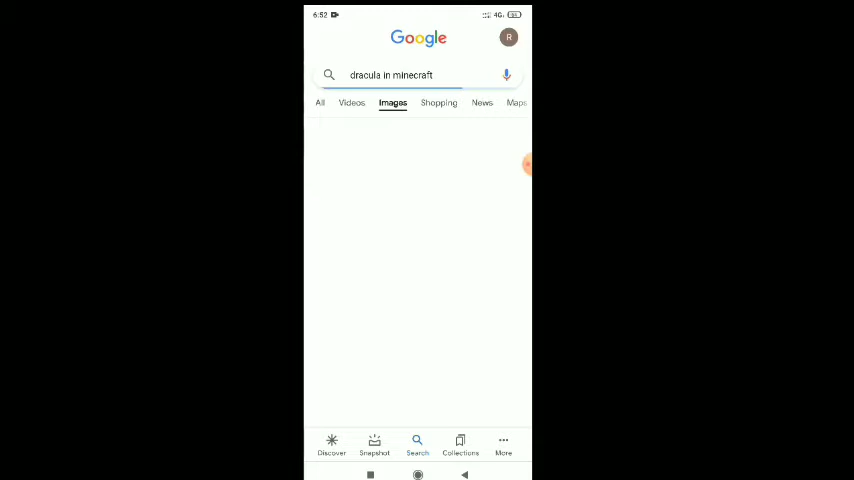 6:52 4G
Google R
dracula in minecraft
All Videos Images Shopping News Maps
Discover Snapshot Search Collections More